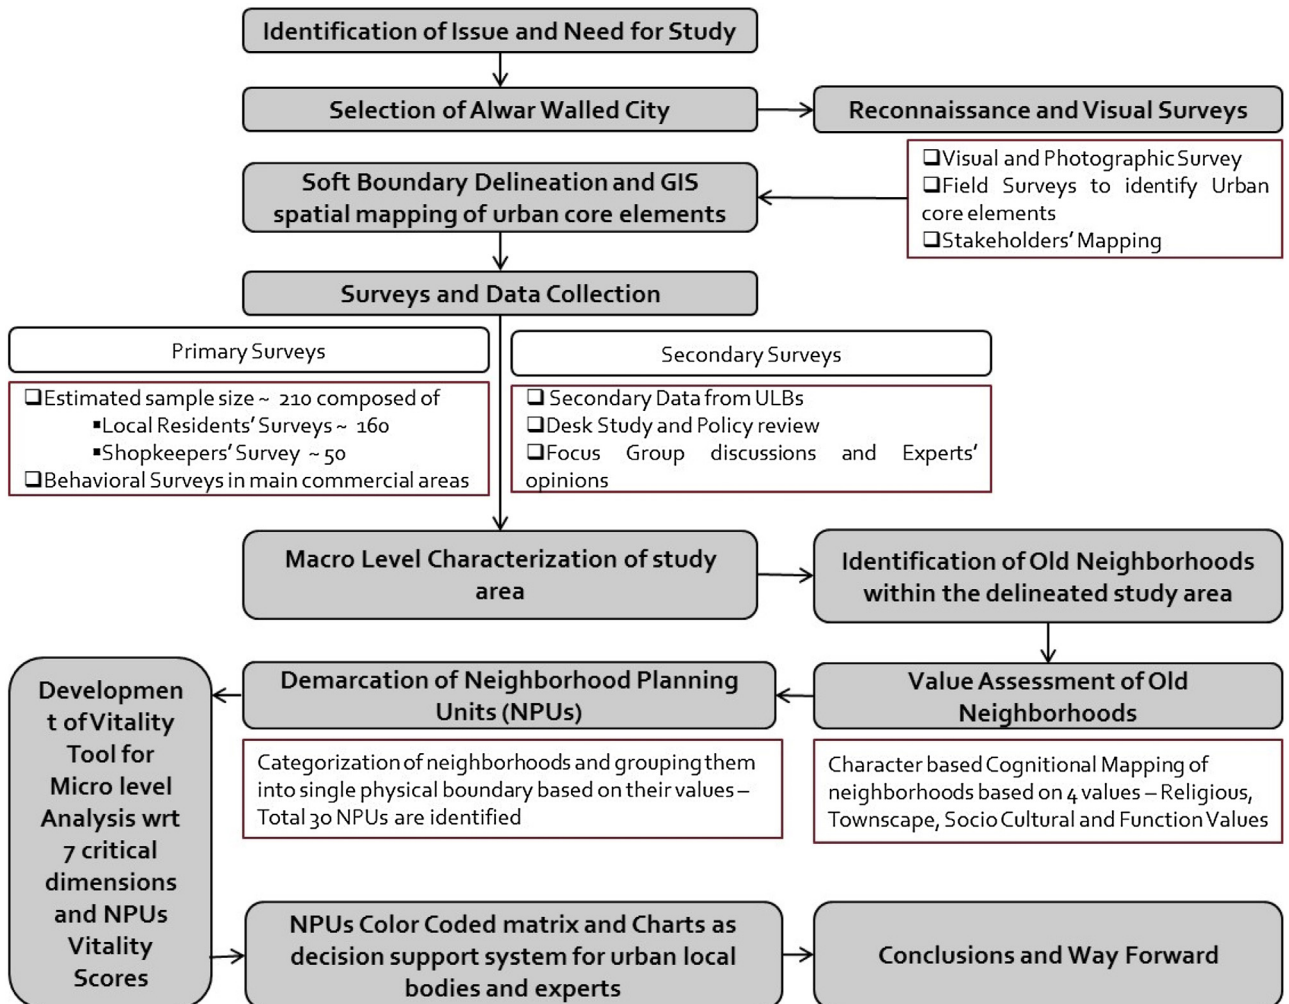 Identification of Issue and Need for Study
Selection of Alwar Walled City
Reconnaissance and Visual Surveys
❑Visual and Photographic Survey
❑Field Surveys to identify Urban
core elements
❑Stakeholders' Mapping
Soft Boundary Delineation and GIS
spatial mapping of urban core elements
Surveys and Data Collection
Primary Surveys
❑Estimated sample size ~ 210 composed of
▪Local Residents' Surveys ~ 160
▪Shopkeepers' Survey ~ 50
❑Behavioral Surveys in main commercial areas
Secondary Surveys
❑ Secondary Data from ULBs
❑Desk Study and Policy review
❑Focus Group discussions and Experts'
opinions
Macro Level Characterization of study
area
Identification of Old Neighborhoods
within the delineated study area
Value Assessment of Old
Neighborhoods
Character based Cognitional Mapping of
neighborhoods based on 4 values – Religious,
Townscape, Socio Cultural and Function Values
Demarcation of Neighborhood Planning
Units (NPUs)
Categorization of neighborhoods and grouping them
into single physical boundary based on their values –
Total 30 NPUs are identified
Developmen
t of Vitality
Tool for
Micro level
Analysis wrt
7 critical
dimensions
and NPUs
Vitality
Scores
NPUs Color Coded matrix and Charts as
decision support system for urban local
bodies and experts
Conclusions and Way Forward